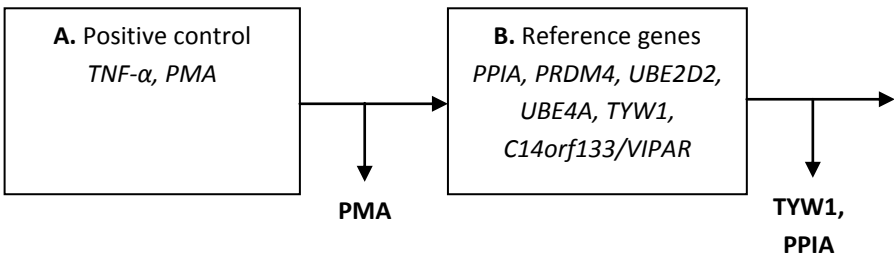 A. Positive control
TNF-α, PMA
B. Reference genes
PPIA, PRDM4, UBE2D2,
UBE4A, TYW1,
C14orf133/VIPAR
PMA
TYW1,
PPIA